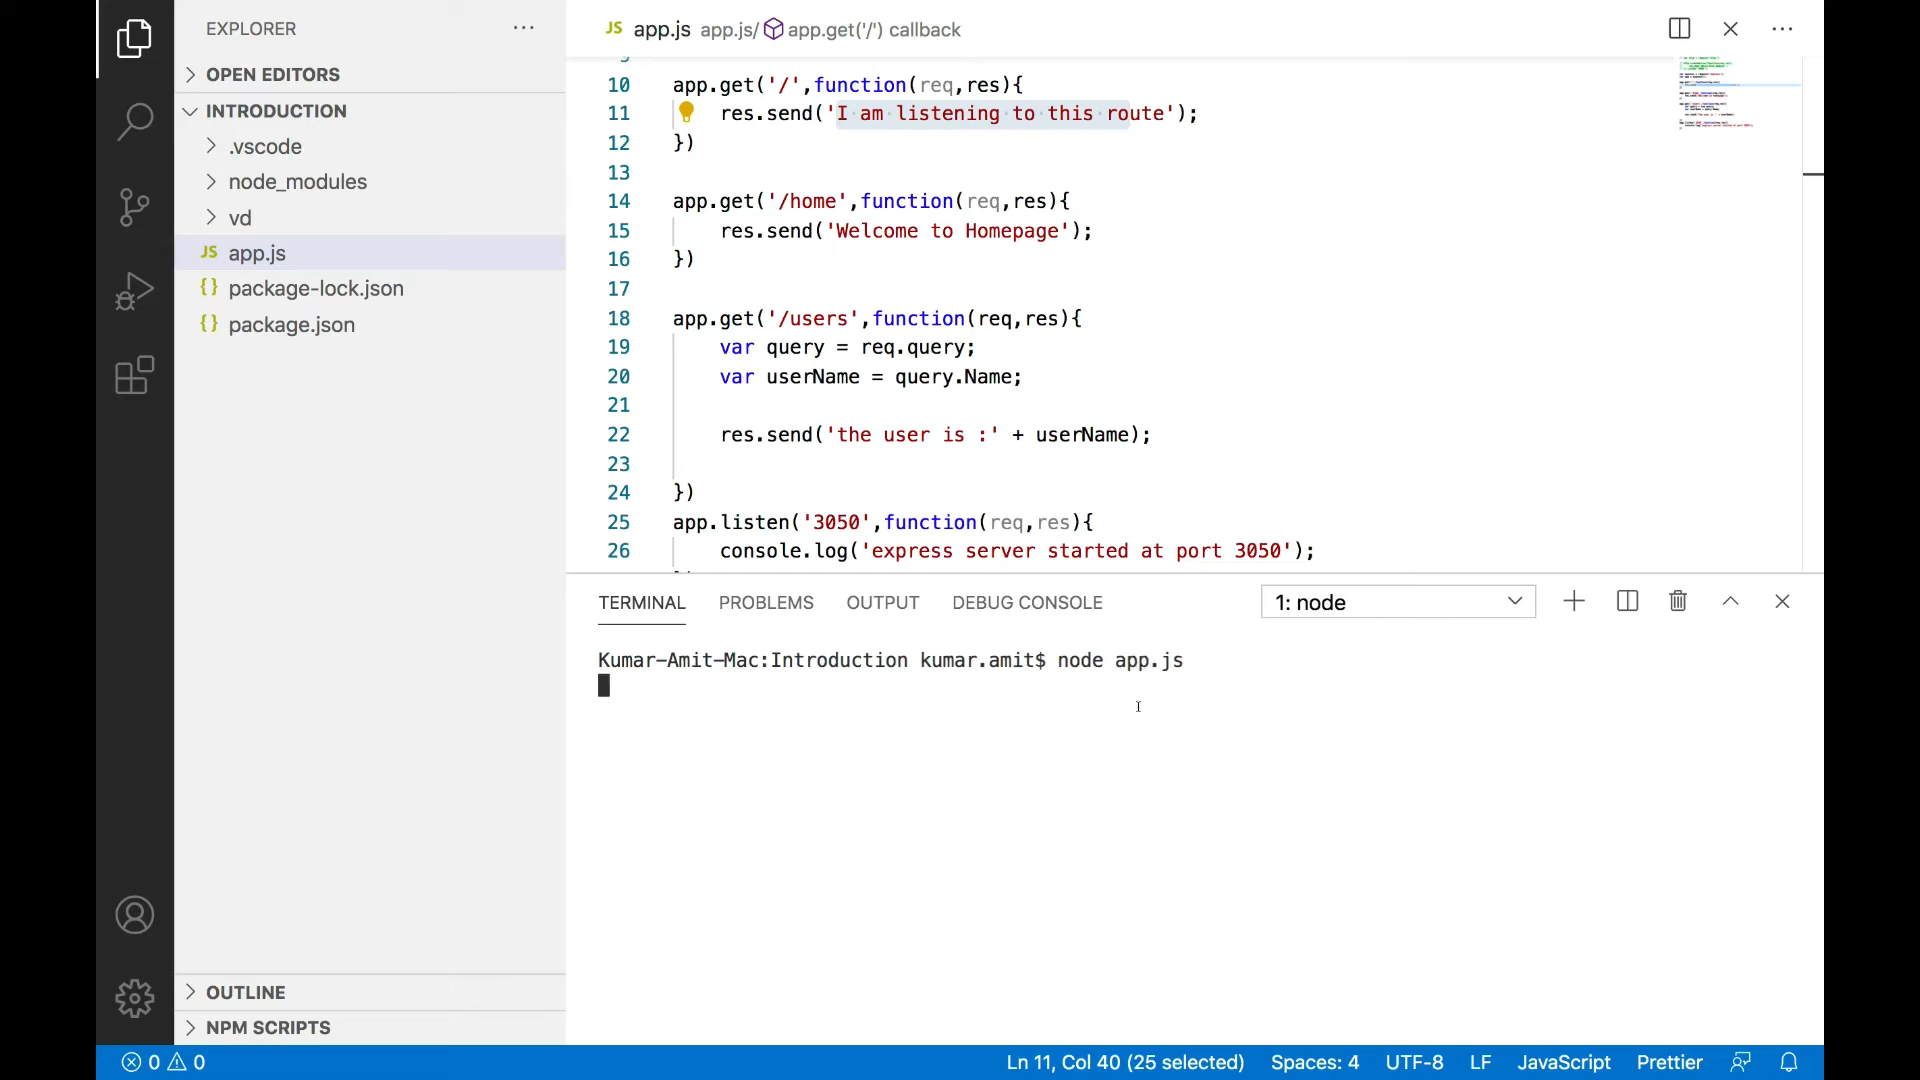 EXPLORER
OPEN EDITORS
INTRODUCTION
.vscode
node_modules
vd
JS app.js
{} package-lock.json
{} package.json
OUTLINE
NPM SCRIPTS
JS app.js app.js/ app.get('/') callback
10 app.get('/',function(req,res){
11 res.send('I am listening to this route');
12 })
13
14 app.get('/home',function(req,res){
15 res.send('Welcome to Homepage');
16 })
17
18 app.get('/users',function(req,res){
19 var query = req.query;
20 var userName = query.Name;
21
22 res.send('the user is :' + userName);
23
24 })
25 app.listen('3050',function(req,res){
26 console.log('express server started at port 3050');
TERMINAL PROBLEMS OUTPUT DEBUG CONSOLE 1: node
Kumar-Amit-Mac:Introduction kumar.amit$ node app.js
0 0 Ln 11, Col 40 (25 selected) Spaces: 4 UTF-8 LF JavaScript Prettier